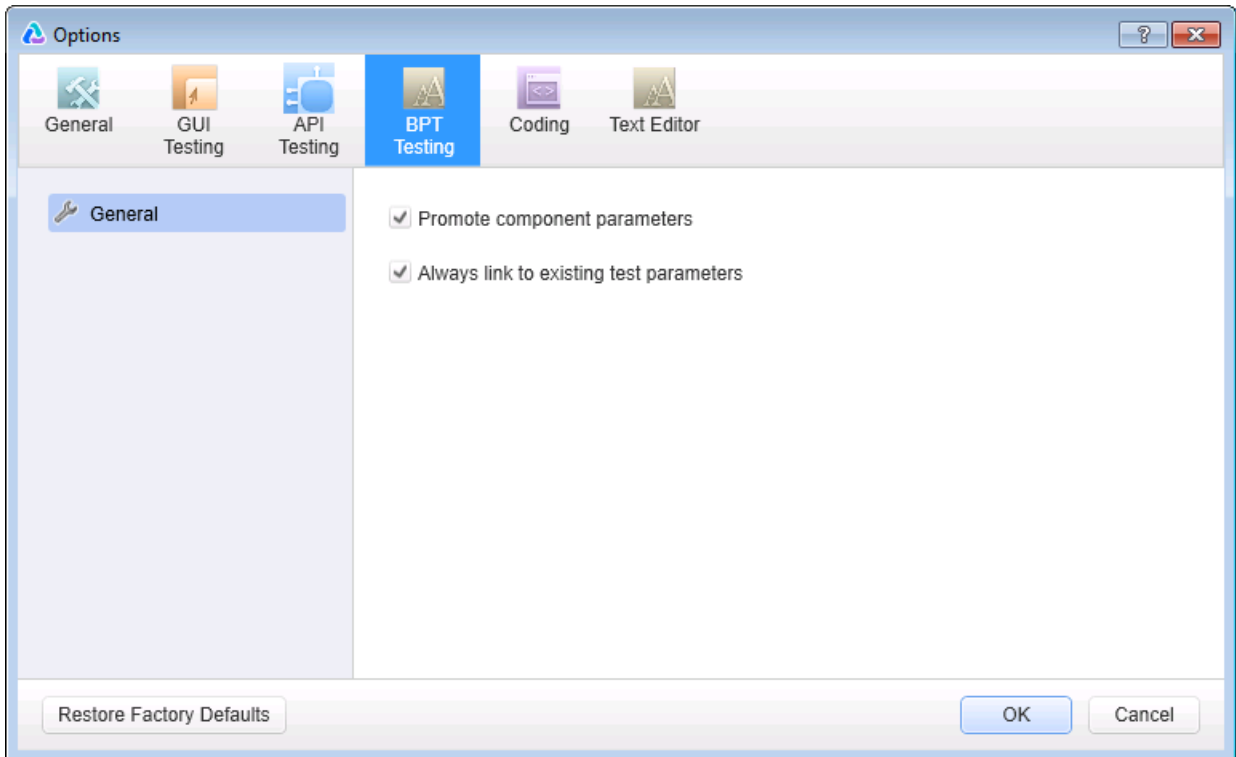 Options
General
GUI
Testing
API
Testing
BPT
Testing
Coding
Text Editor
General
Promote component parameters
Always link to existing test parameters
Restore Factory Defaults
OK
Cancel